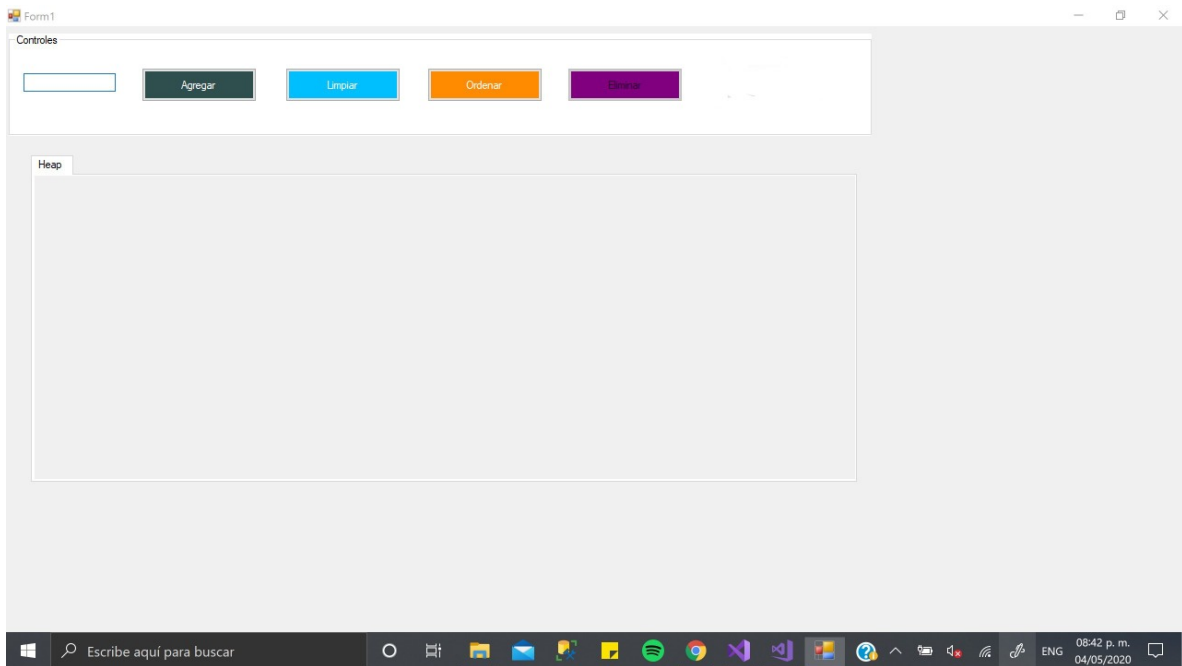 Form1
Controles
Agregar
Limpiar
Ordenar
Eliminar
Heap
Escribe aquí para buscar
ENG
08:42 p. m.
04/05/2020